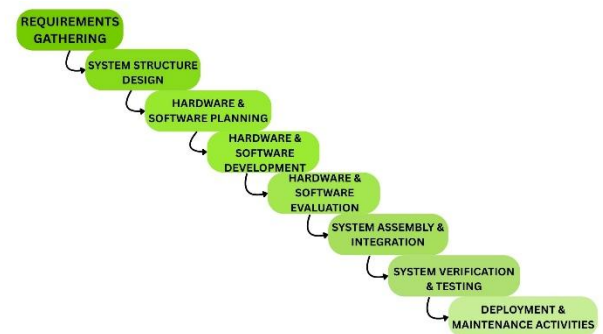 REQUIREMENTS
GATHERING
SYSTEM STRUCTURE
DESIGN
HARDWARE &
SOFTWARE PLANNING
HARDWARE &
SOFTWARE
DEVELOPMENT
HARDWARE &
SOFTWARE
EVALUATION
SYSTEM ASSEMBLY &
INTEGRATION
SYSTEM VERIFICATION
& TESTING
DEPLOYMENT &
MAINTENANCE ACTIVITIES